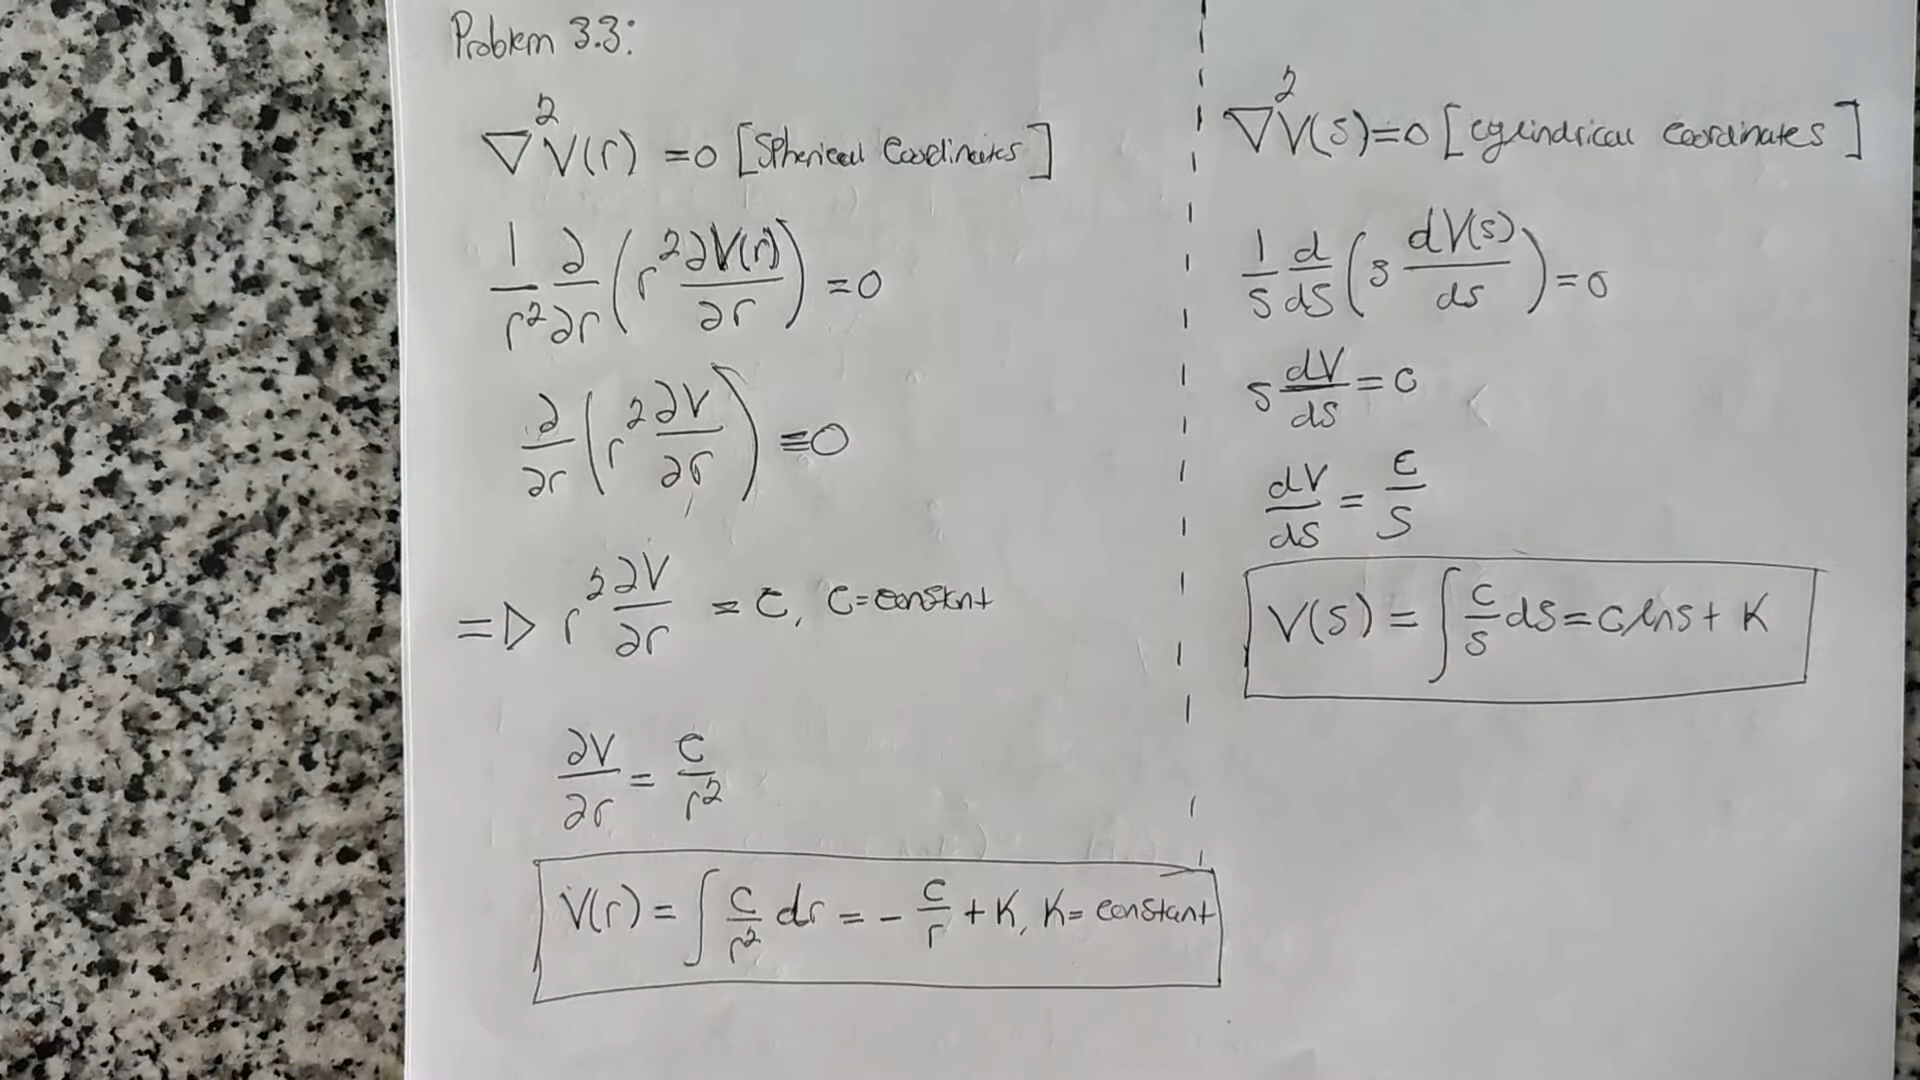 Problem 3.3:
∇²V(r) = 0 [Spherical Coordinates]
1/r² ∂/∂r (r² ∂V(r)/∂r) = 0
∂/∂r (r² ∂V/∂r) = 0
⇒ r² ∂V/∂r = C, C = constant
∂V/∂r = C/r²
V(r) = ∫ C/r² dr = - C/r + K, K = constant
∇²V(s) = 0 [Cylindrical Coordinates]
1/s d/ds (s dV(s)/ds) = 0
s dV/ds = C
dV/ds = C/s
V(s) = ∫ C/s ds = C ln s + K